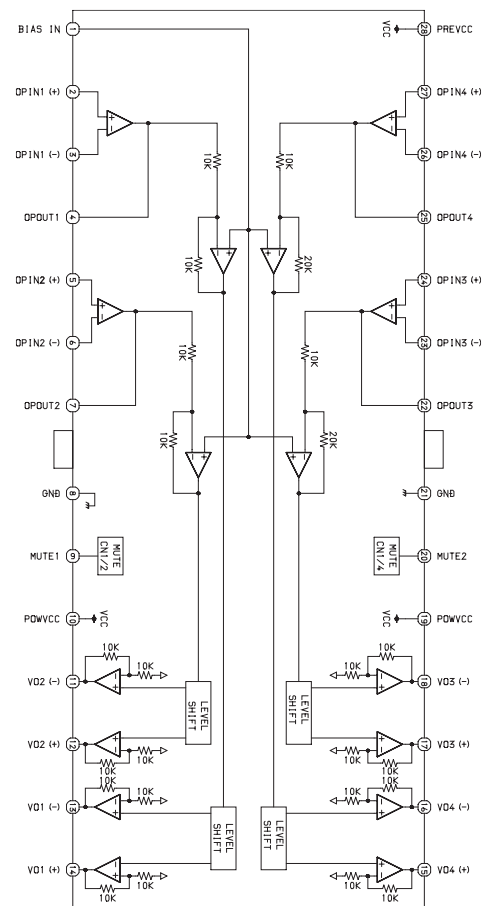 BIAS IN 1
28 PREVCC
VCC
OPIN1 (+) 2
27 OPIN4 (+)
OPIN1 (-) 3
26 OPIN4 (-)
10K
10K
OPOUT1 4
25 OPOUT4
10K
20K
OPIN2 (+) 5
24 OPIN3 (+)
OPIN2 (-) 6
23 OPIN3 (-)
10K
10K
OPOUT2 7
22 OPOUT3
10K
20K
GND 8
21 GND
MUTE1 9
MUTE
CN1/2
MUTE
CN1/4
20 MUTE2
POWVCC 10
VCC
VCC
19 POWVCC
10K
10K
10K
10K
VO2 (-) 11
18 VO3 (-)
LEVEL
SHIFT
LEVEL
SHIFT
VO2 (+) 12
17 VO3 (+)
10K
10K
10K
10K
10K
10K
10K
10K
VO1 (-) 13
16 VO4 (-)
LEVEL
SHIFT
LEVEL
SHIFT
VO1 (+) 14
15 VO4 (+)
10K
10K
10K
10K